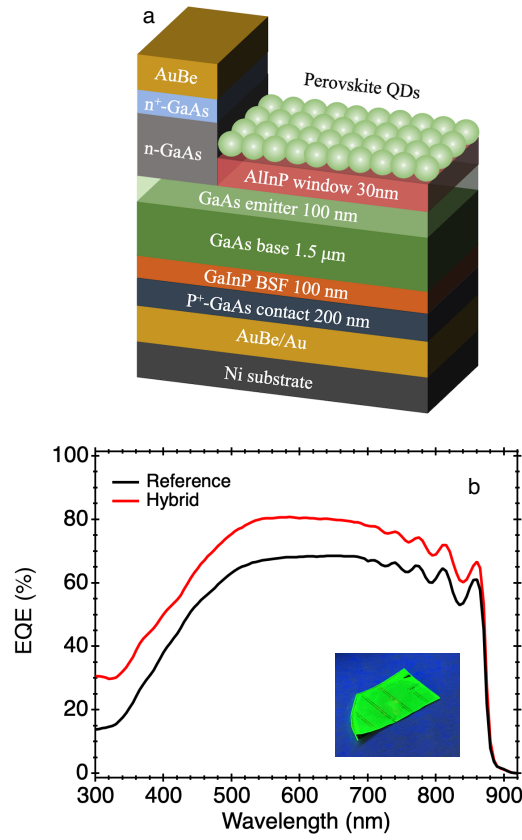 a
Perovskite QDs
AuBe
n⁺-GaAs
n-GaAs
AlInP window 30nm
GaAs emitter 100 nm
GaAs base 1.5 μm
GaInP BSF 100 nm
P⁺-GaAs contact 200 nm
AuBe/Au
Ni substrate
b
Reference
Hybrid
EQE (%)
100
80
60
40
20
0
300 400 500 600 700 800 900
Wavelength (nm)